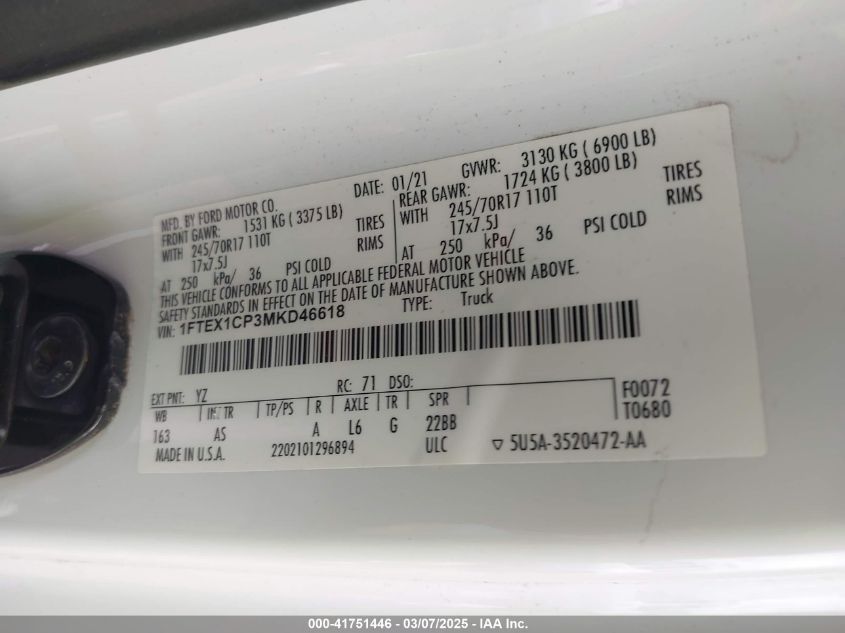 MFD. BY FORD MOTOR CO.
DATE: 01/21 GVWR: 3130 KG ( 6900 LB)
FRONT GAWR: 1531 KG ( 3375 LB)
WITH 245/70R17 110T TIRES
17x7.5J RIMS
AT 250 kPa/ 36 PSI COLD
REAR GAWR: 1724 KG ( 3800 LB)
WITH 245/70R17 110T TIRES
17x7.5J RIMS
AT 250 kPa/ 36 PSI COLD
THIS VEHICLE CONFORMS TO ALL APPLICABLE FEDERAL MOTOR VEHICLE
SAFETY STANDARDS IN EFFECT ON THE DATE OF MANUFACTURE SHOWN ABOVE.
VIN: 1FTEX1CP3MKD46618 TYPE: Truck
EXT PNT: YZ RC: 71 DSO: F0072
WB TR TP/PS R AXLE TR SPR T0680
163 AS A L6 G 22BB
MADE IN U.S.A. 2202101296894 ULC ▽ 5U5A-3520472-AA
000-41751446 - 03/07/2025 - IAA Inc.